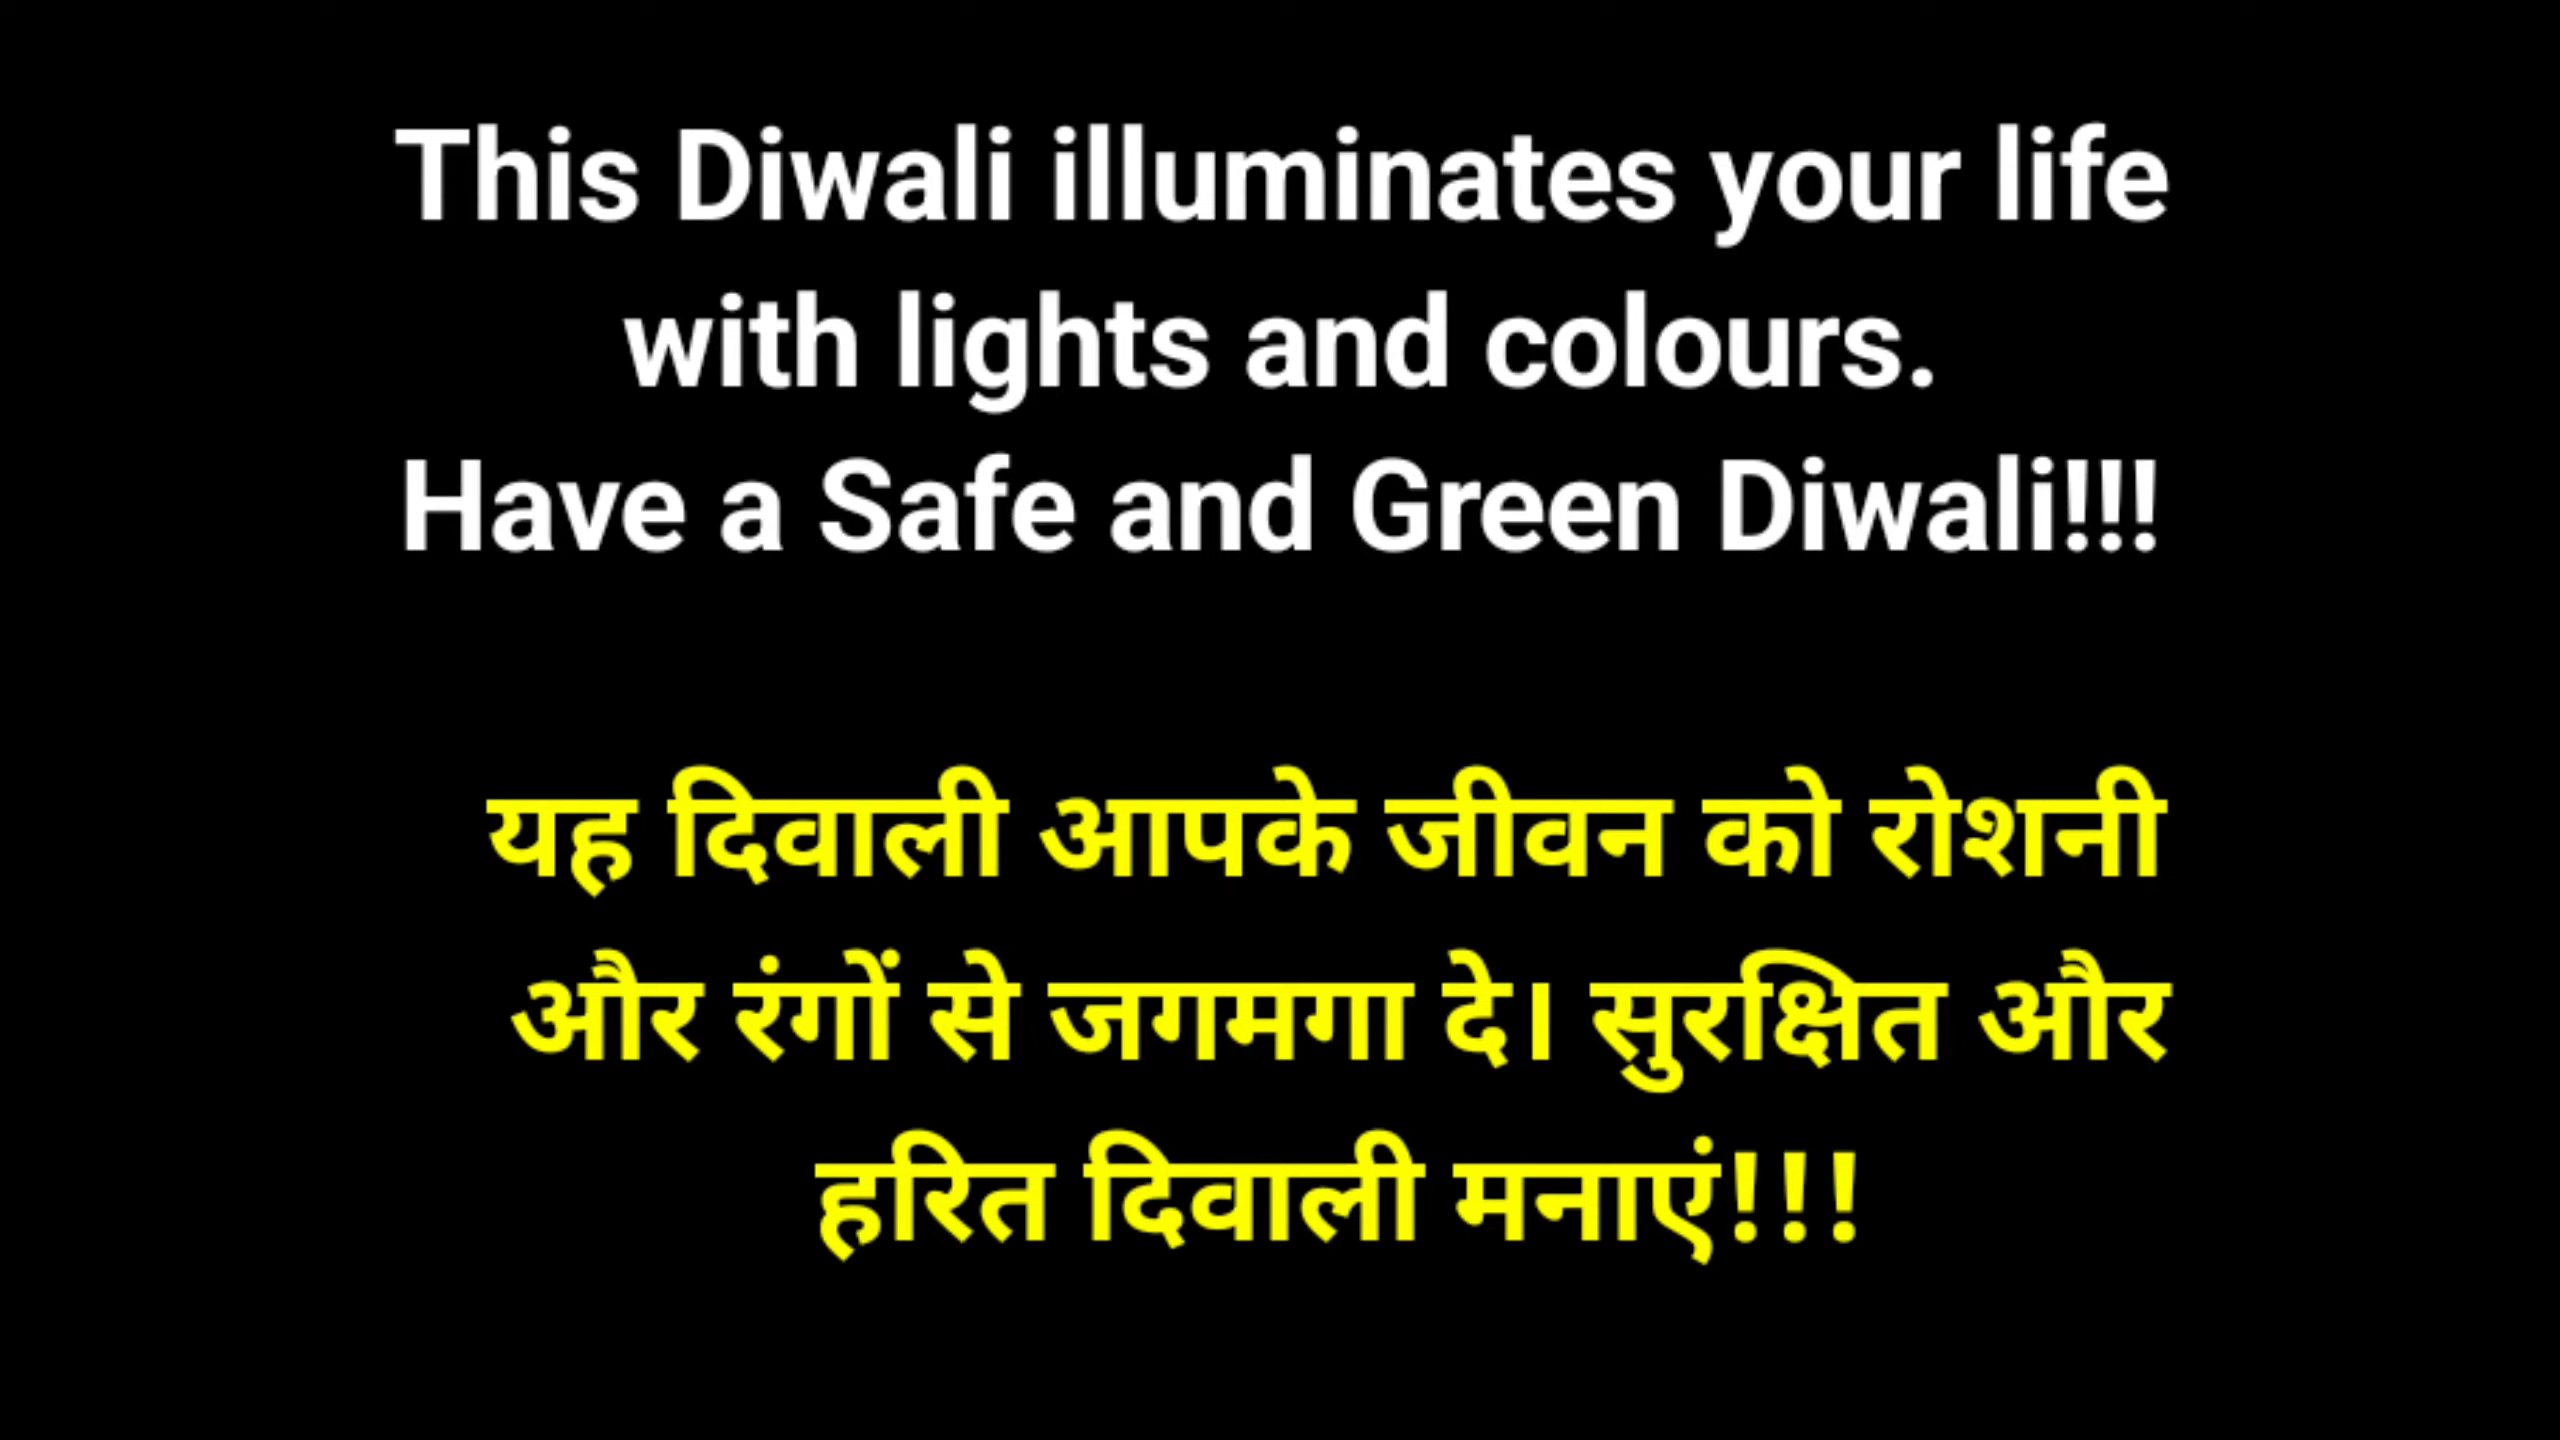 This Diwali illuminates your life
with lights and colours.
Have a Safe and Green Diwali!!!
यह दिवाली आपके जीवन को रोशनी
और रंगों से जगमगा दे। सुरक्षित और
हरित दिवाली मनाएं!!!